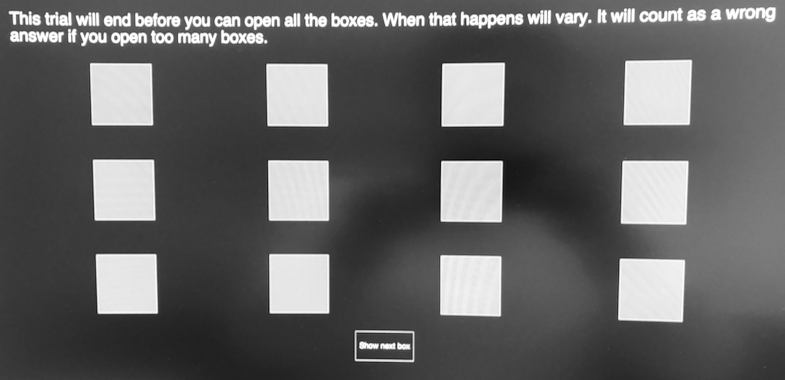 This trial will end before you can open all the boxes. When that happens will vary. It will count as a wrong
answer if you open too many boxes.
Show next box